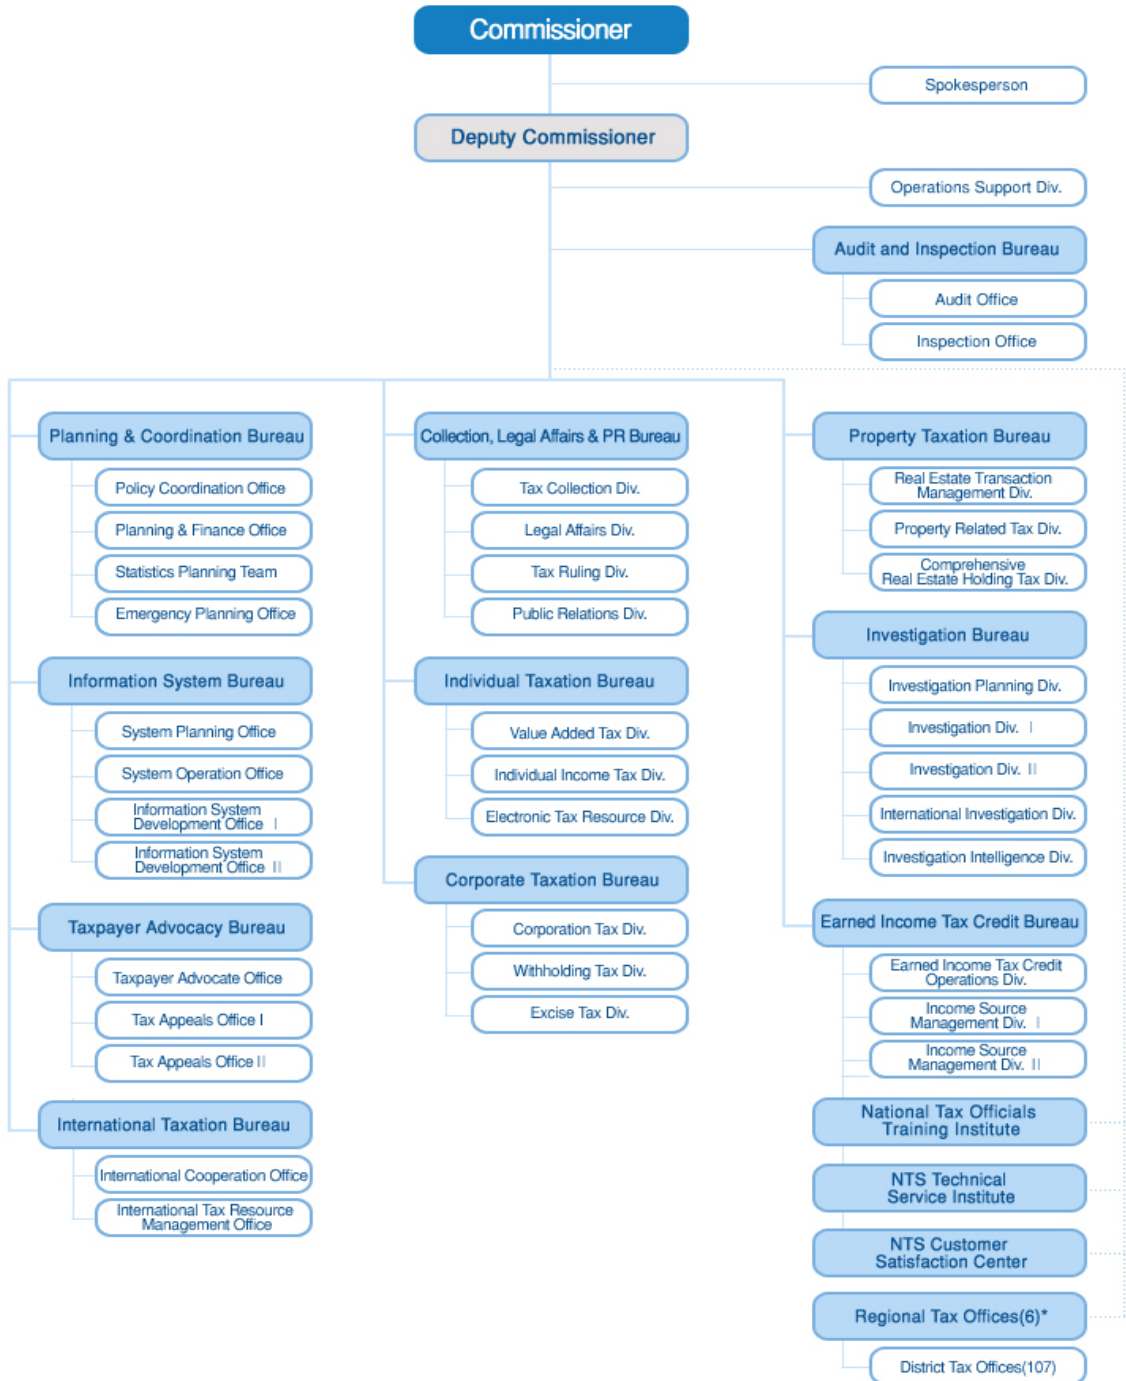 Commissioner
Spokesperson
Deputy Commissioner
Operations Support Div.
Audit and Inspection Bureau
Audit Office
Inspection Office
Planning & Coordination Bureau
Policy Coordination Office
Planning & Finance Office
Statistics Planning Team
Emergency Planning Office
Information System Bureau
System Planning Office
System Operation Office
Information System
Development Office I
Information System
Development Office II
Taxpayer Advocacy Bureau
Taxpayer Advocate Office
Tax Appeals Office I
Tax Appeals Office II
International Taxation Bureau
International Cooperation Office
International Tax Resource
Management Office
Collection, Legal Affairs & PR Bureau
Tax Collection Div.
Legal Affairs Div.
Tax Ruling Div.
Public Relations Div.
Individual Taxation Bureau
Value Added Tax Div.
Individual Income Tax Div.
Electronic Tax Resource Div.
Corporate Taxation Bureau
Corporation Tax Div.
Withholding Tax Div.
Excise Tax Div.
Property Taxation Bureau
Real Estate Transaction
Management Div.
Property Related Tax Div.
Comprehensive
Real Estate Holding Tax Div.
Investigation Bureau
Investigation Planning Div.
Investigation Div. I
Investigation Div. II
International Investigation Div.
Investigation Intelligence Div.
Earned Income Tax Credit Bureau
Earned Income Tax Credit
Operations Div.
Income Source
Management Div. I
Income Source
Management Div. II
National Tax Officials
Training Institute
NTS Technical
Service Institute
NTS Customer
Satisfaction Center
Regional Tax Offices(6)*
District Tax Offices(107)